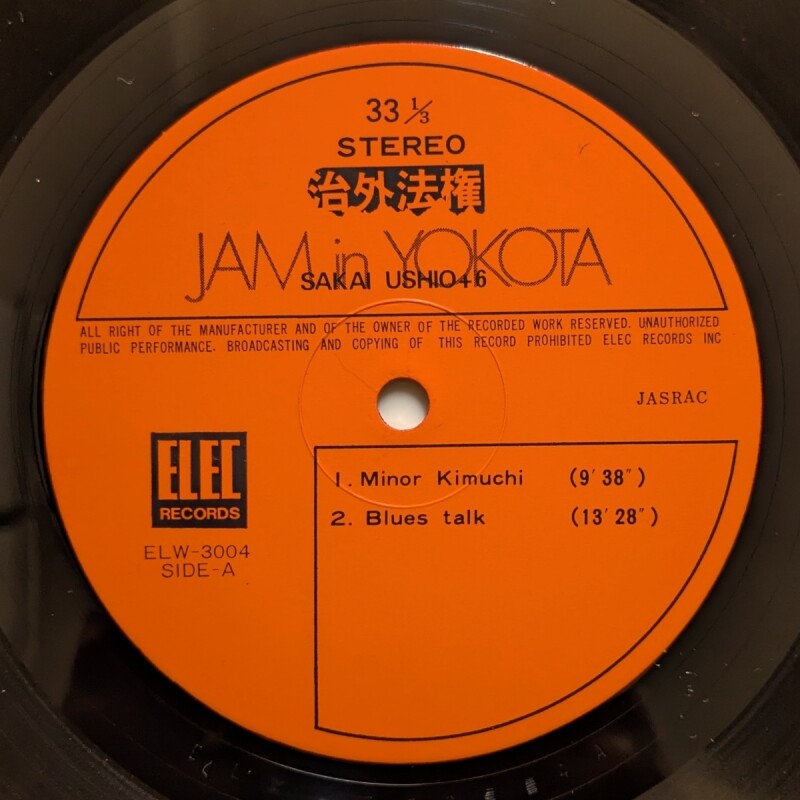 33 1/3
STEREO
治外法権
JAM in YOKOTA
SAKAI USHIO+6
ALL RIGHT OF THE MANUFACTURER AND OF THE OWNER OF THE RECORDED WORK RESERVED. UNAUTHORIZED
PUBLIC PERFORMANCE. BROADCASTING AND COPYING OF THIS RECORD PROHIBITED ELEC RECORDS INC
JASRAC
ELEC
RECORDS
ELW-3004
SIDE-A
1. Minor Kimuchi (9′38″)
2. Blues talk (13′28″)